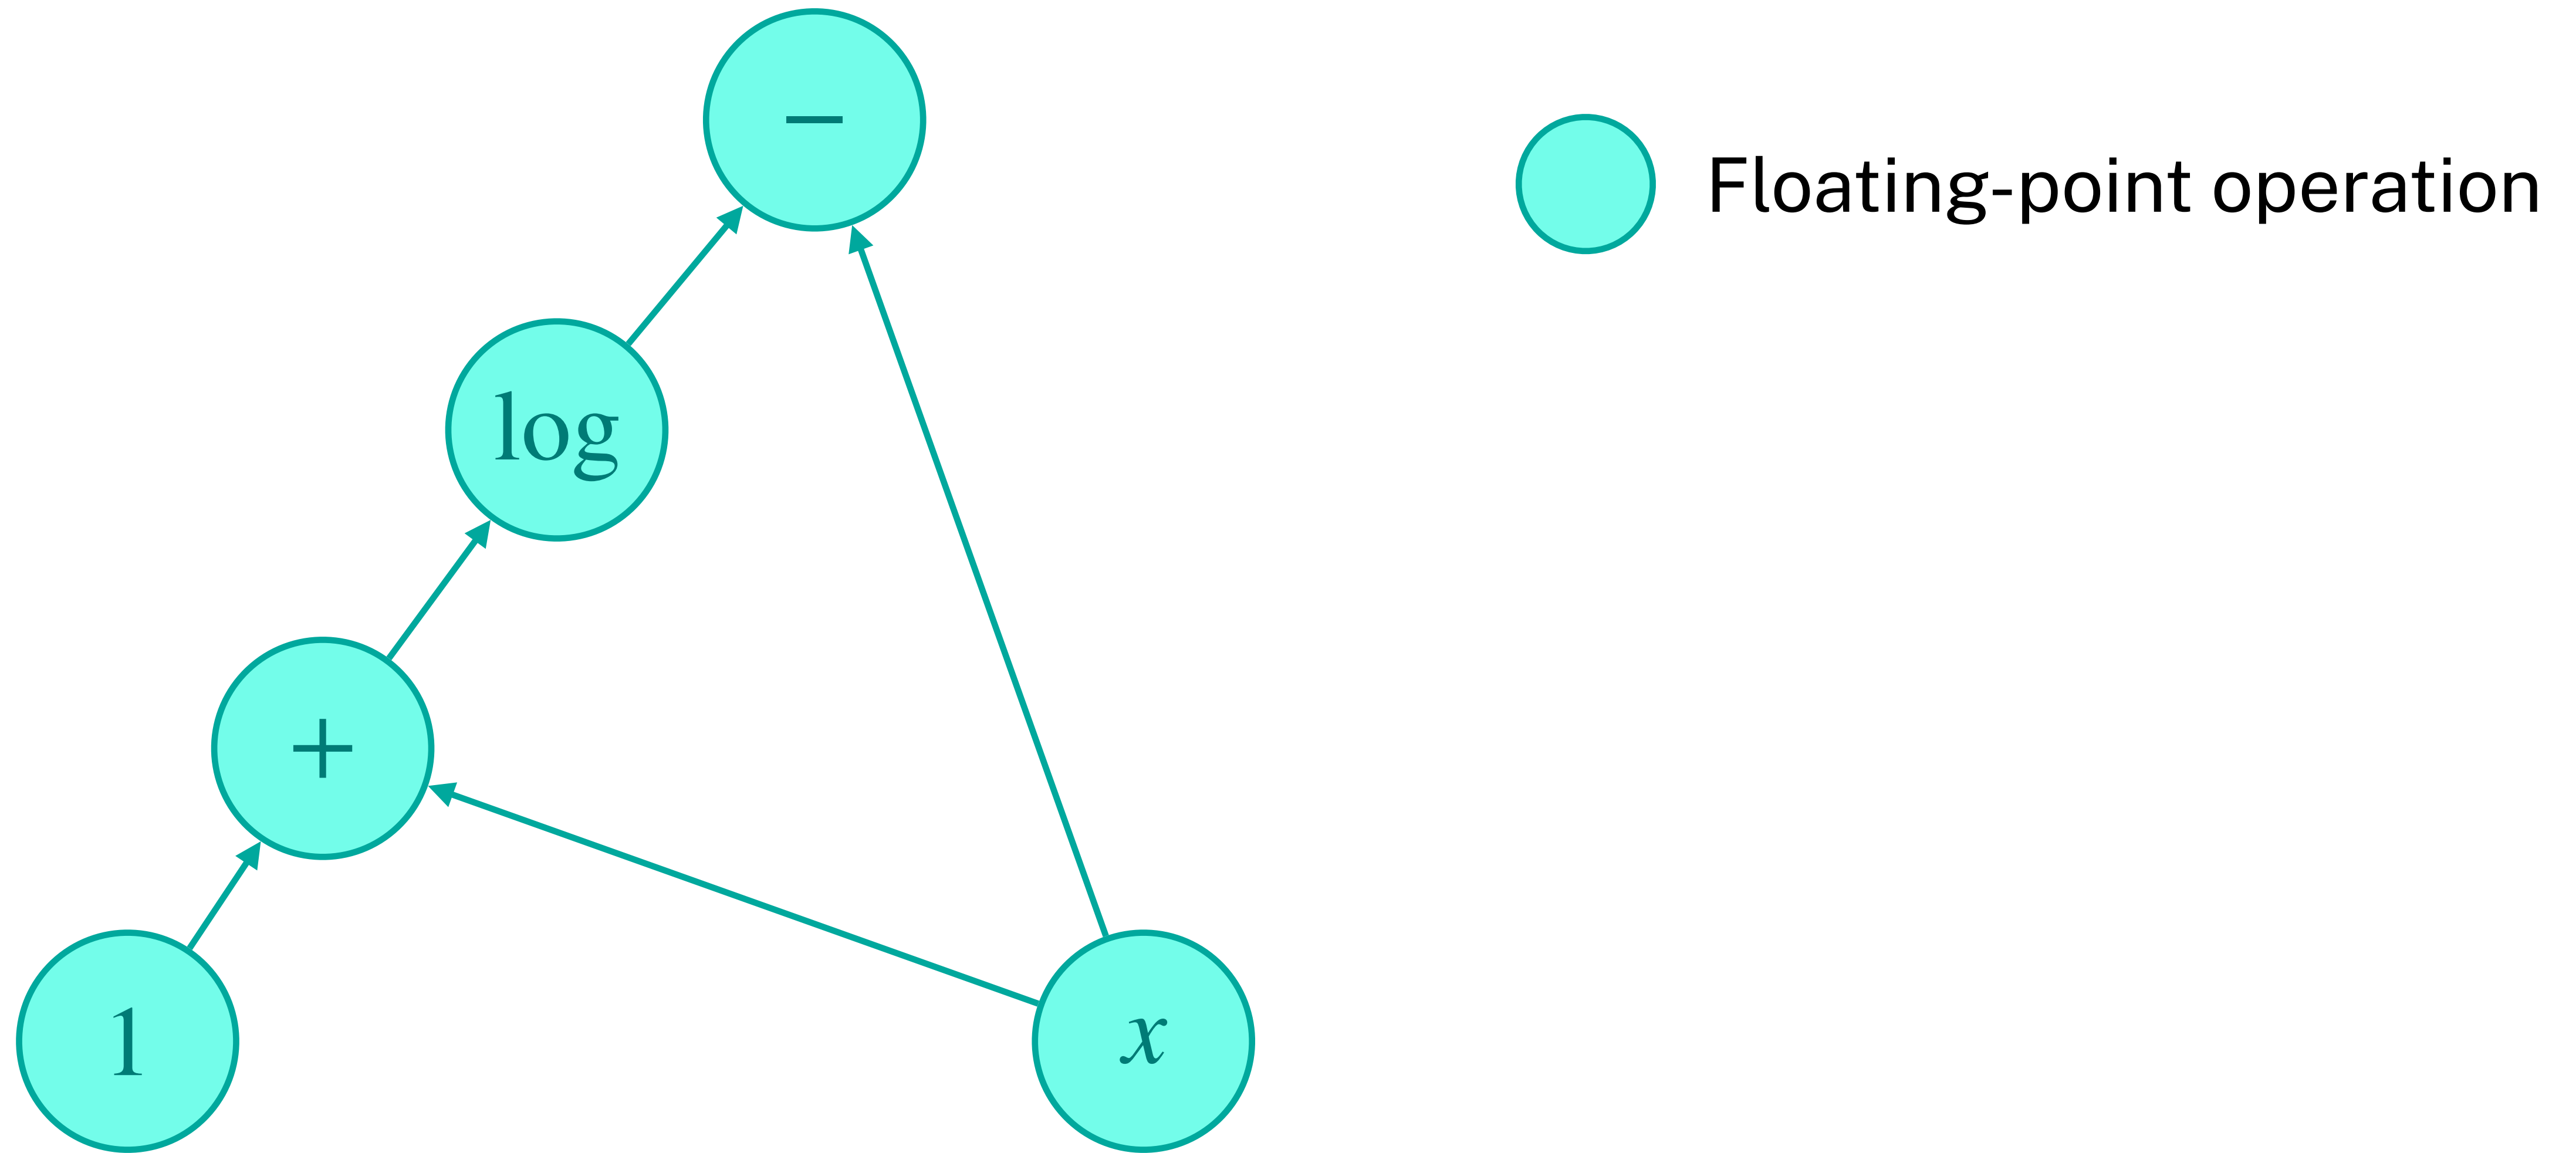 −
Floating-point operation
log
+
1
x